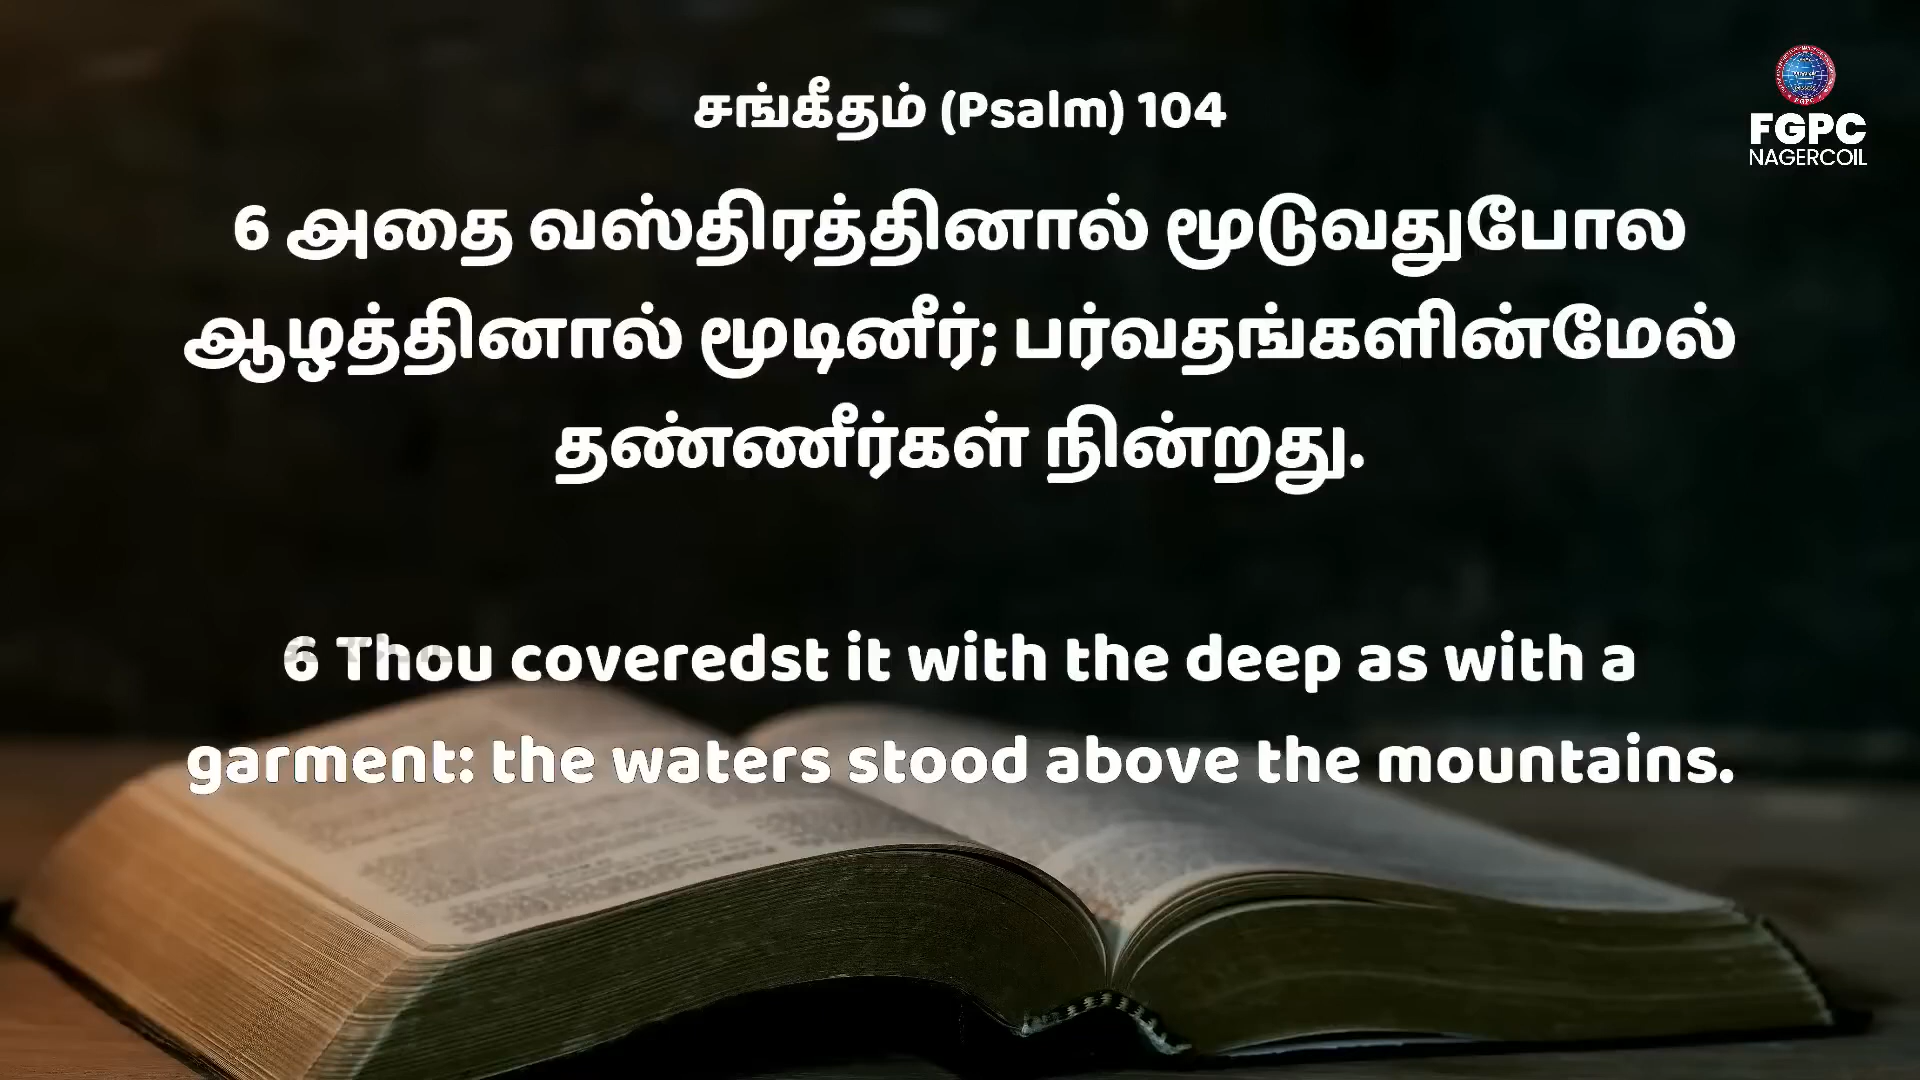 சங்கீதம் (Psalm) 104
FGPC
NAGERCOIL
6 அதை வஸ்திரத்தினால் மூடுவதுபோல
ஆழத்தினால் மூடினீர்; பர்வதங்களின்மேல்
தண்ணீர்கள் நின்றது.
6 Thou coveredst it with the deep as with a
garment: the waters stood above the mountains.